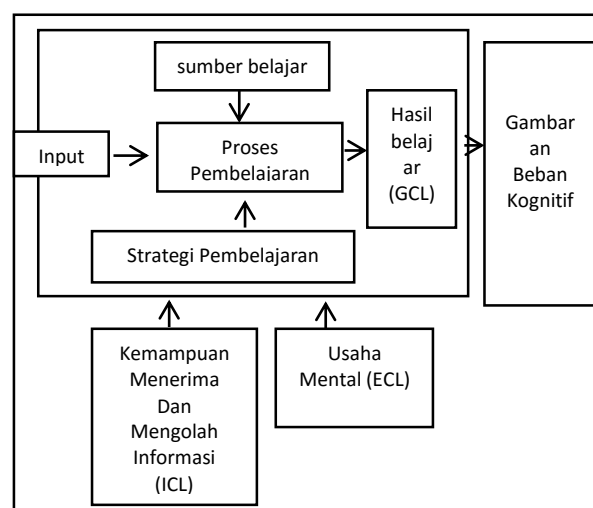 sumber belajar
Input
Proses
Pembelajaran
Hasil
belaj
ar
(GCL)
Gambar
an
Beban
Kognitif
Strategi Pembelajaran
Kemampuan
Menerima
Dan
Mengolah
Informasi
(ICL)
Usaha
Mental (ECL)